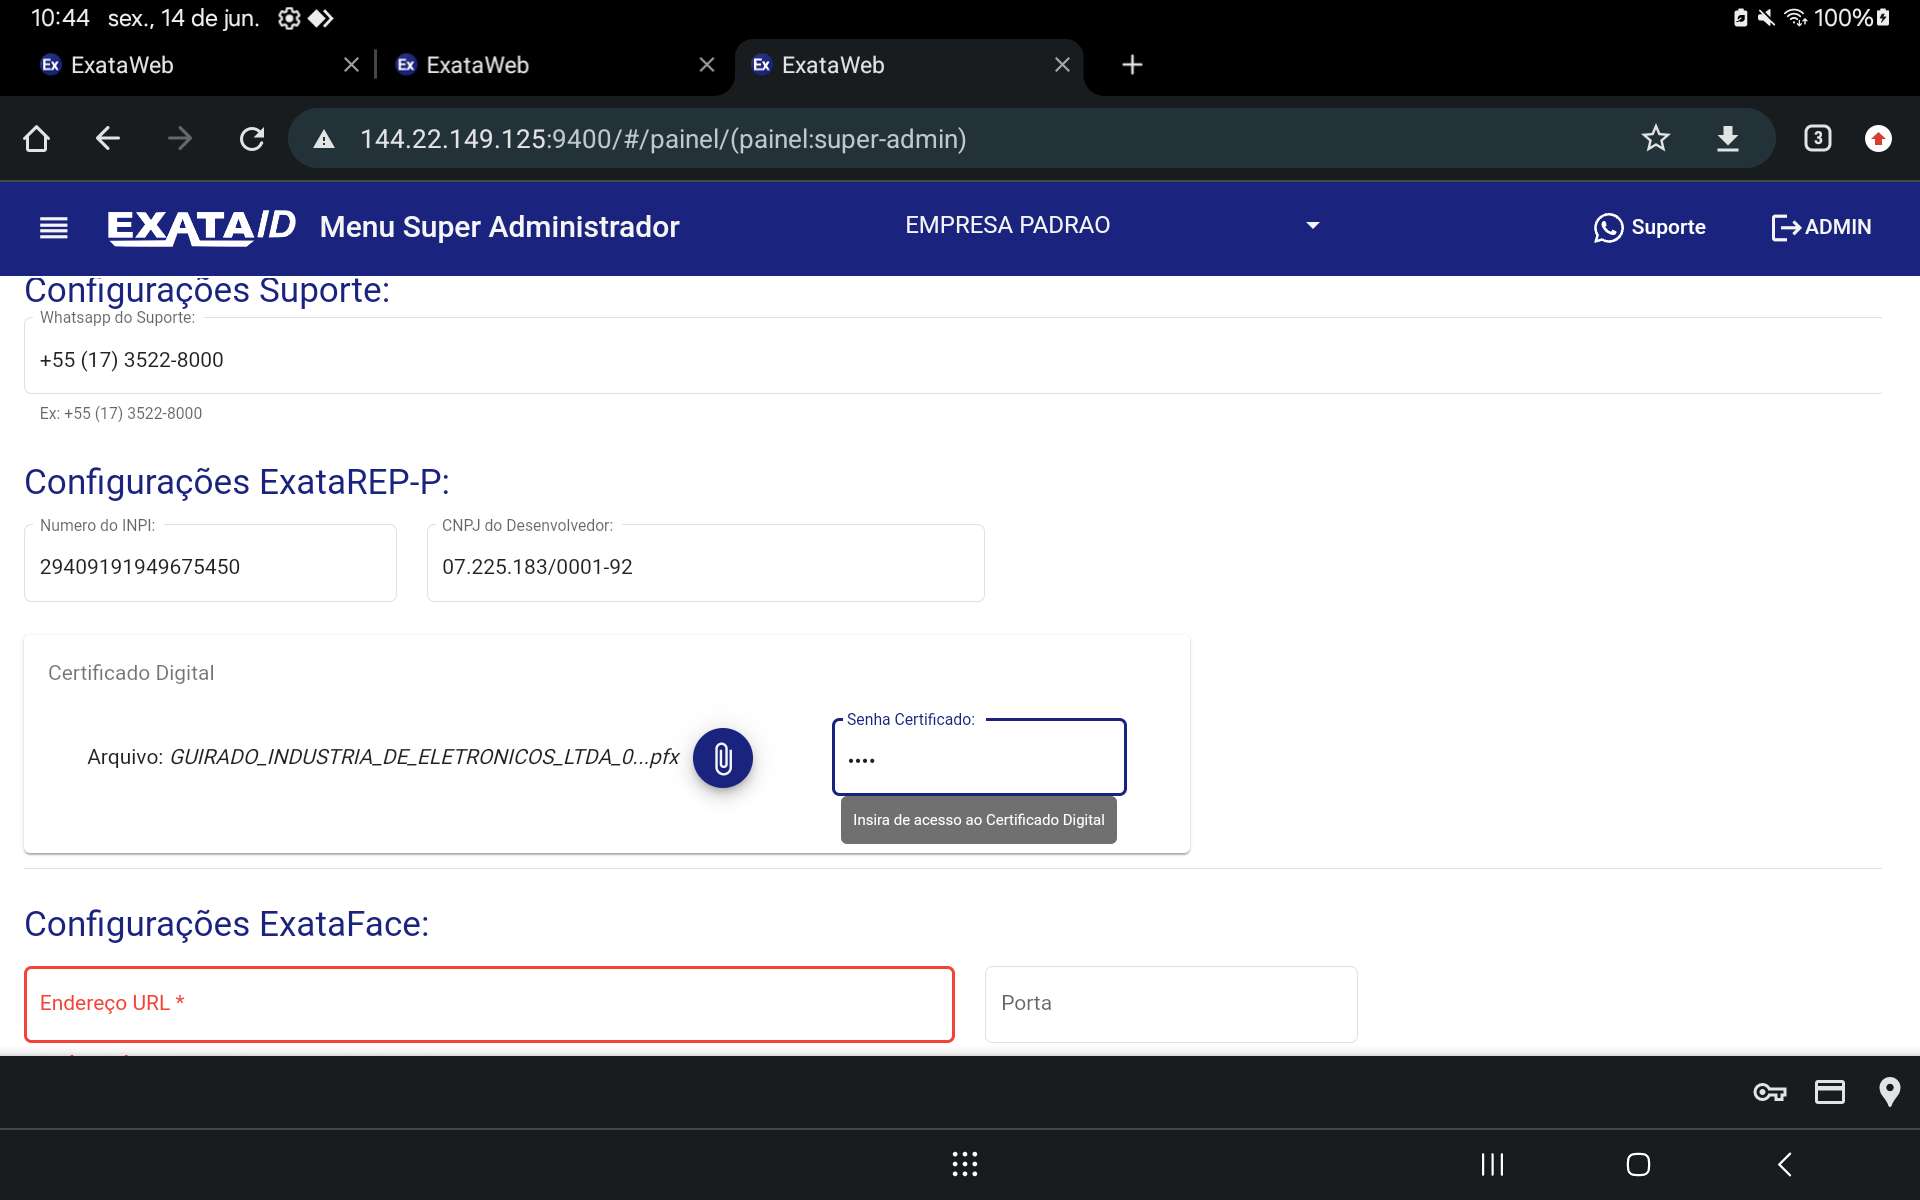 10:44 sex., 14 de jun. 100%
Ex ExataWeb
Ex ExataWeb
Ex ExataWeb
144.22.149.125:9400/#/painel/(painel:super-admin)
3
EXATA/D Menu Super Administrador
EMPRESA PADRAO
Suporte
ADMIN
Configurações Suporte:
Whatsapp do Suporte:
+55 (17) 3522-8000
Ex: +55 (17) 3522-8000
Configurações ExataREP-P:
Numero do INPI:
29409191949675450
CNPJ do Desenvolvedor:
07.225.183/0001-92
Certificado Digital
Arquivo: GUIRADO_INDUSTRIA_DE_ELETRONICOS_LTDA_0...pfx
Senha Certificado:
••••
Insira de acesso ao Certificado Digital
Configurações ExataFace:
Endereço URL *
Porta